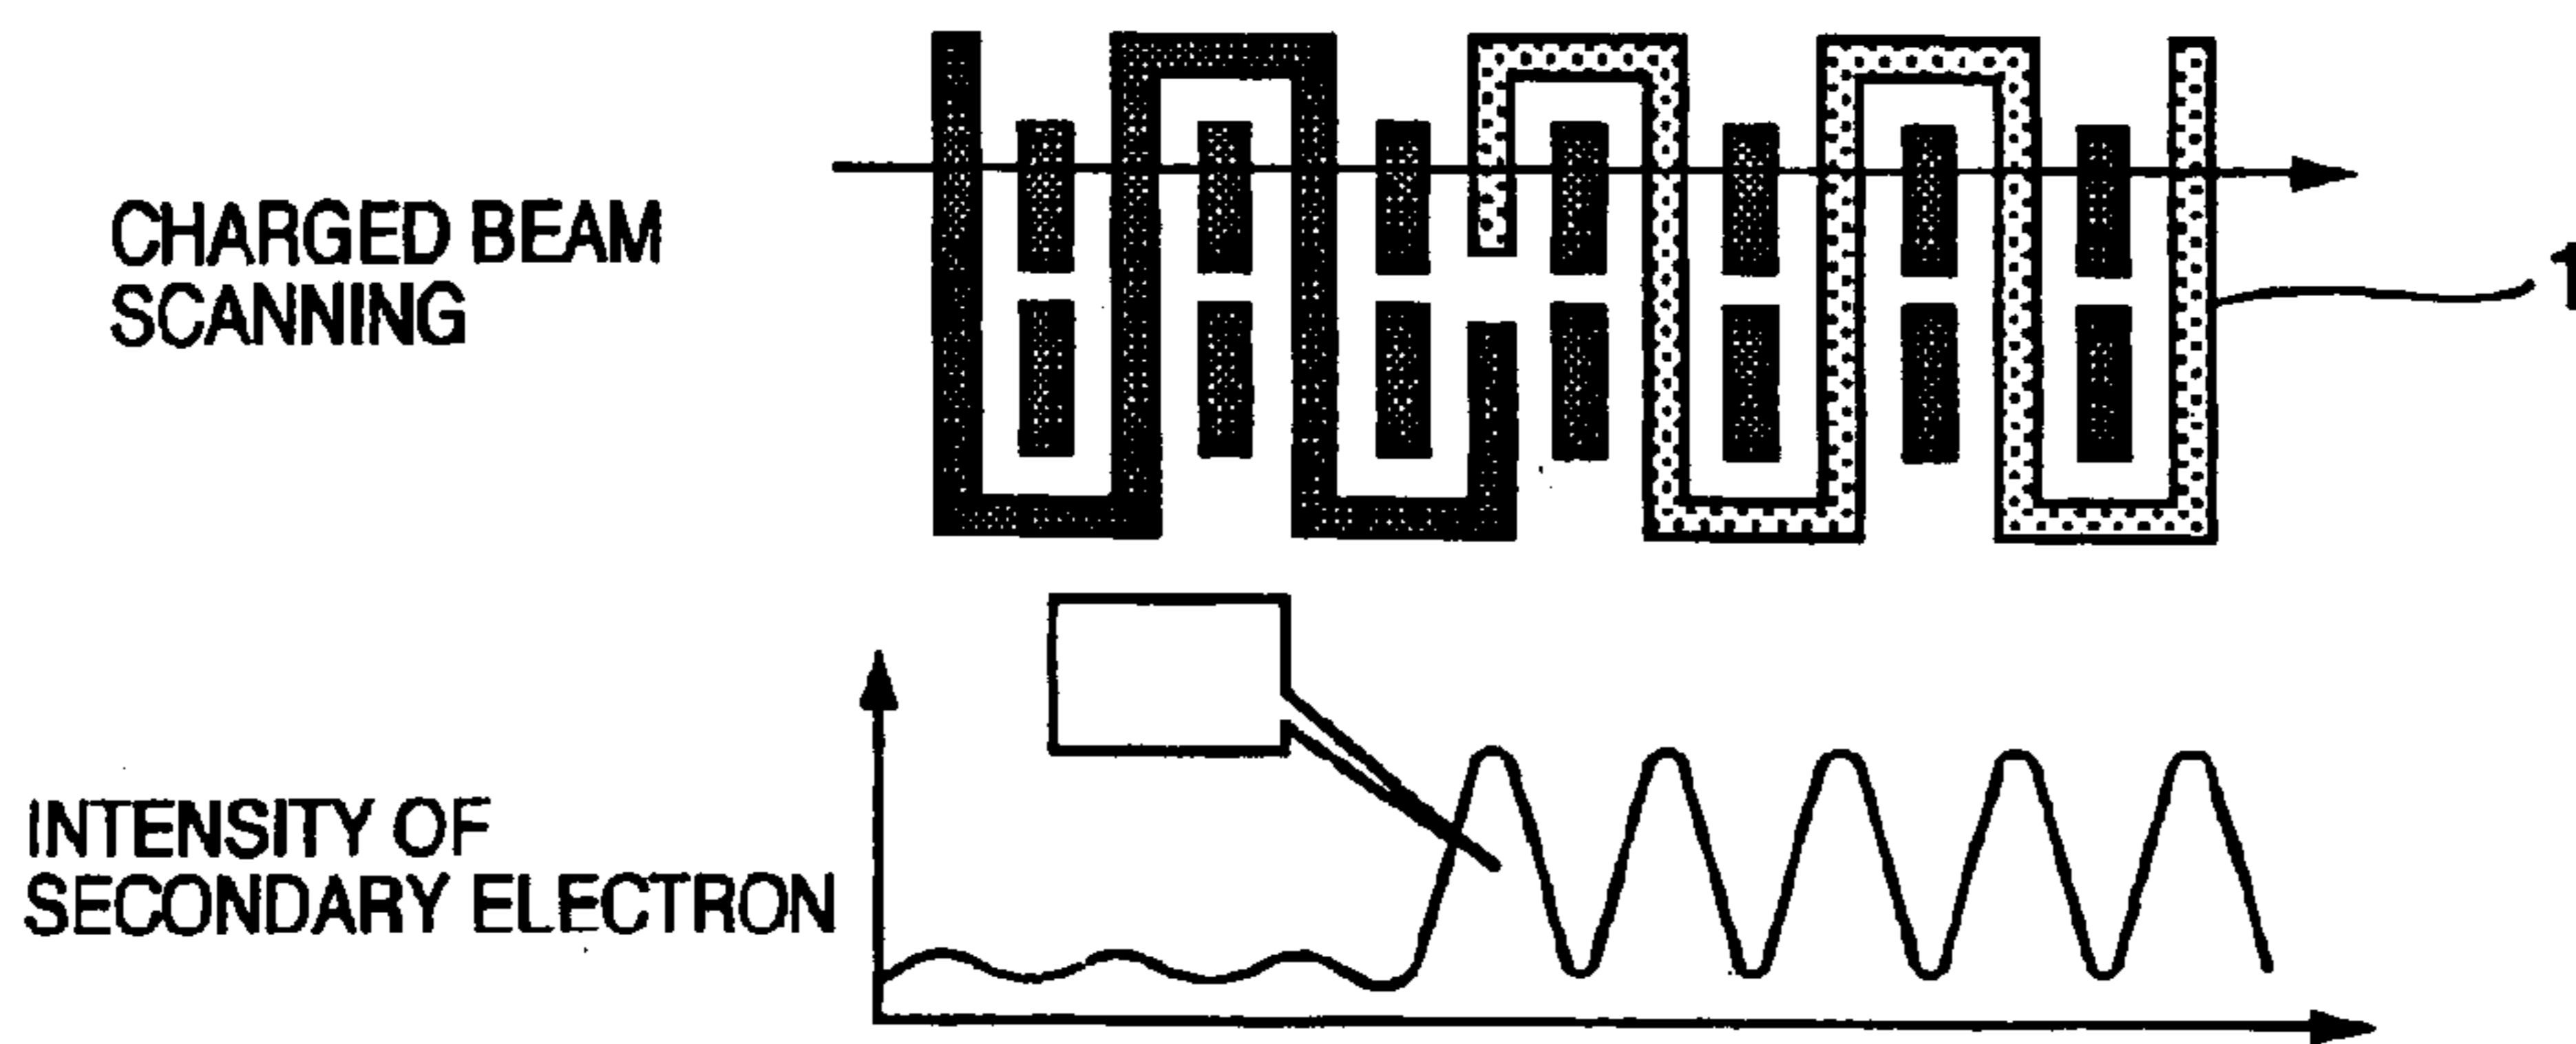 CHARGED BEAM
SCANNING
INTENSITY OF
SECONDARY ELECTRON